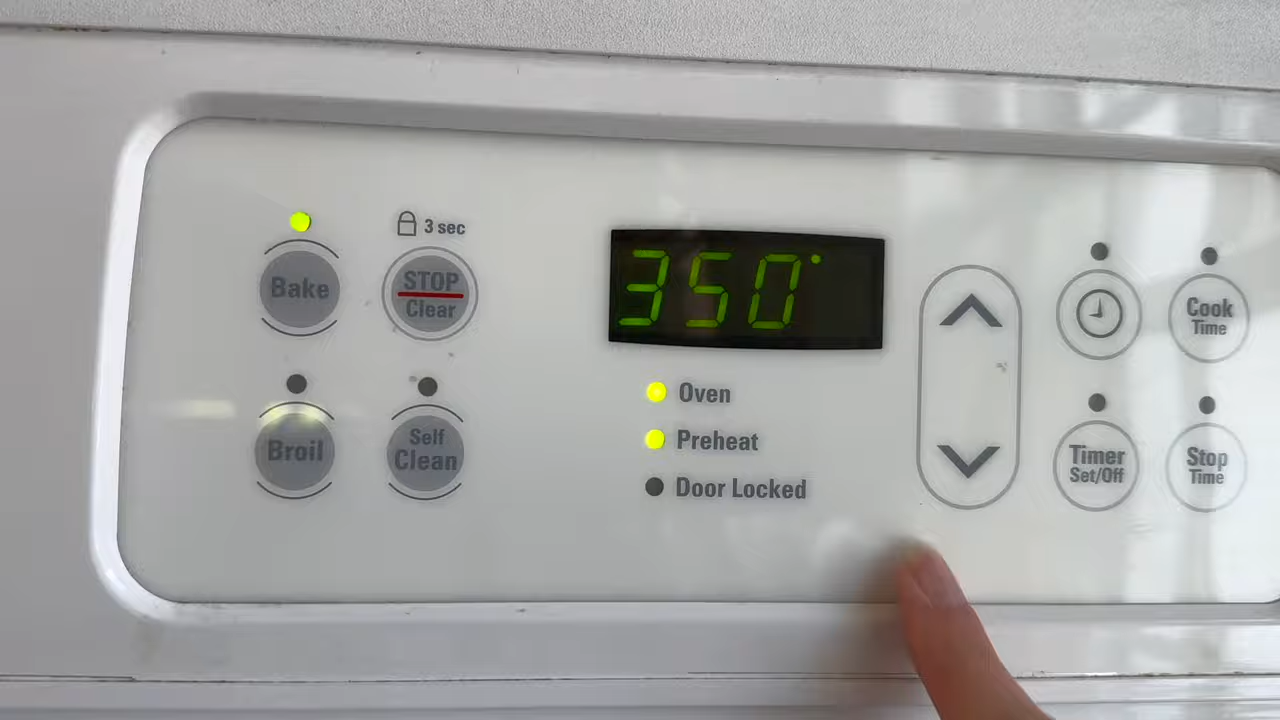 3 sec
Bake
STOP
Clear
350°
Oven
Preheat
Door Locked
Broil
Self
Clean
Cook
Time
Timer
Set/Off
Stop
Time